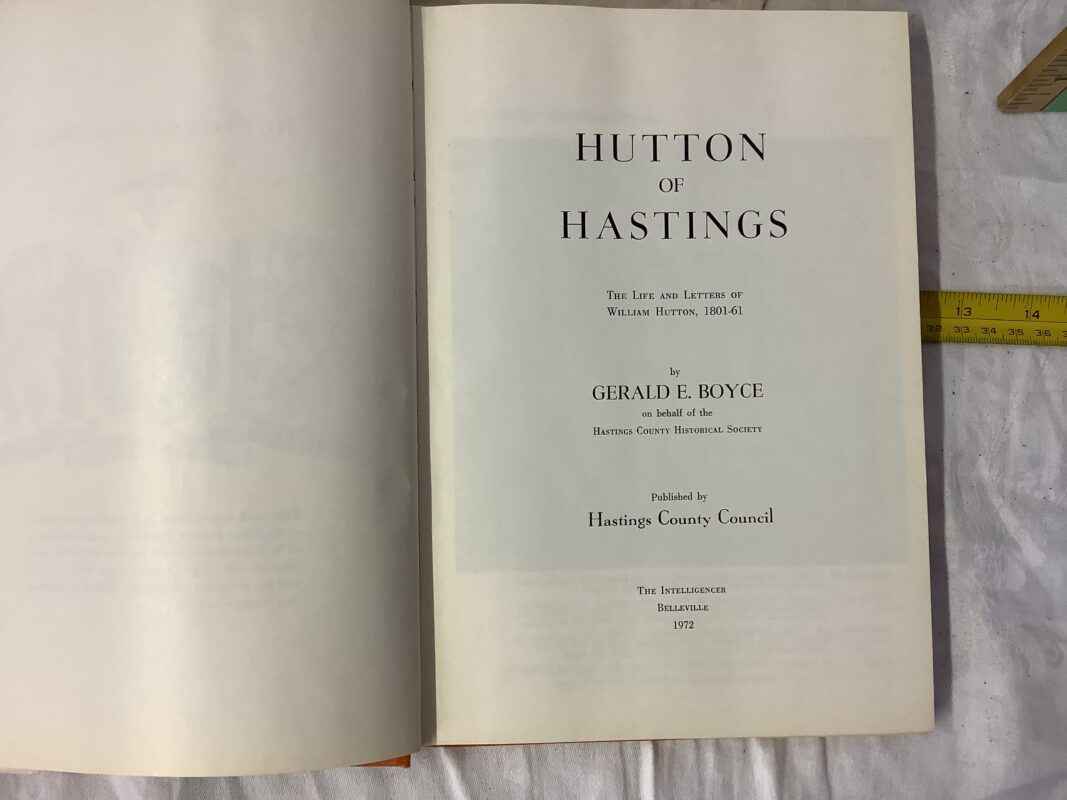 HUTTON
OF
HASTINGS
The Life and Letters of
William Hutton, 1801-61
by
GERALD E. BOYCE
on behalf of the
Hastings County Historical Society
Published by
Hastings County Council
The Intelligencer
Belleville
1972
13 14
32 33 34 35 36